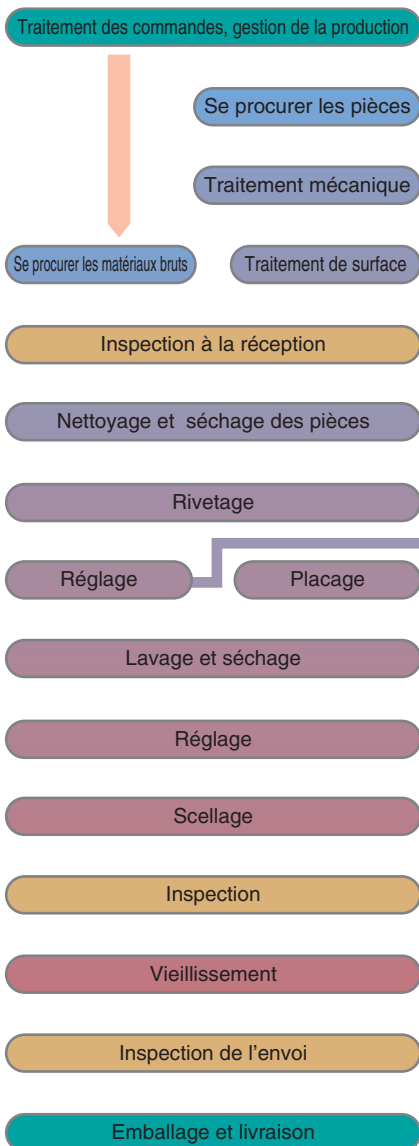 Traitement des commandes, gestion de la production
Se procurer les pièces
Traitement mécanique
Se procurer les matériaux bruts
Traitement de surface
Inspection à la réception
Nettoyage et séchage des pièces
Rivetage
Réglage
Placage
Lavage et séchage
Réglage
Scellage
Inspection
Vieillissement
Inspection de l'envoi
Emballage et livraison